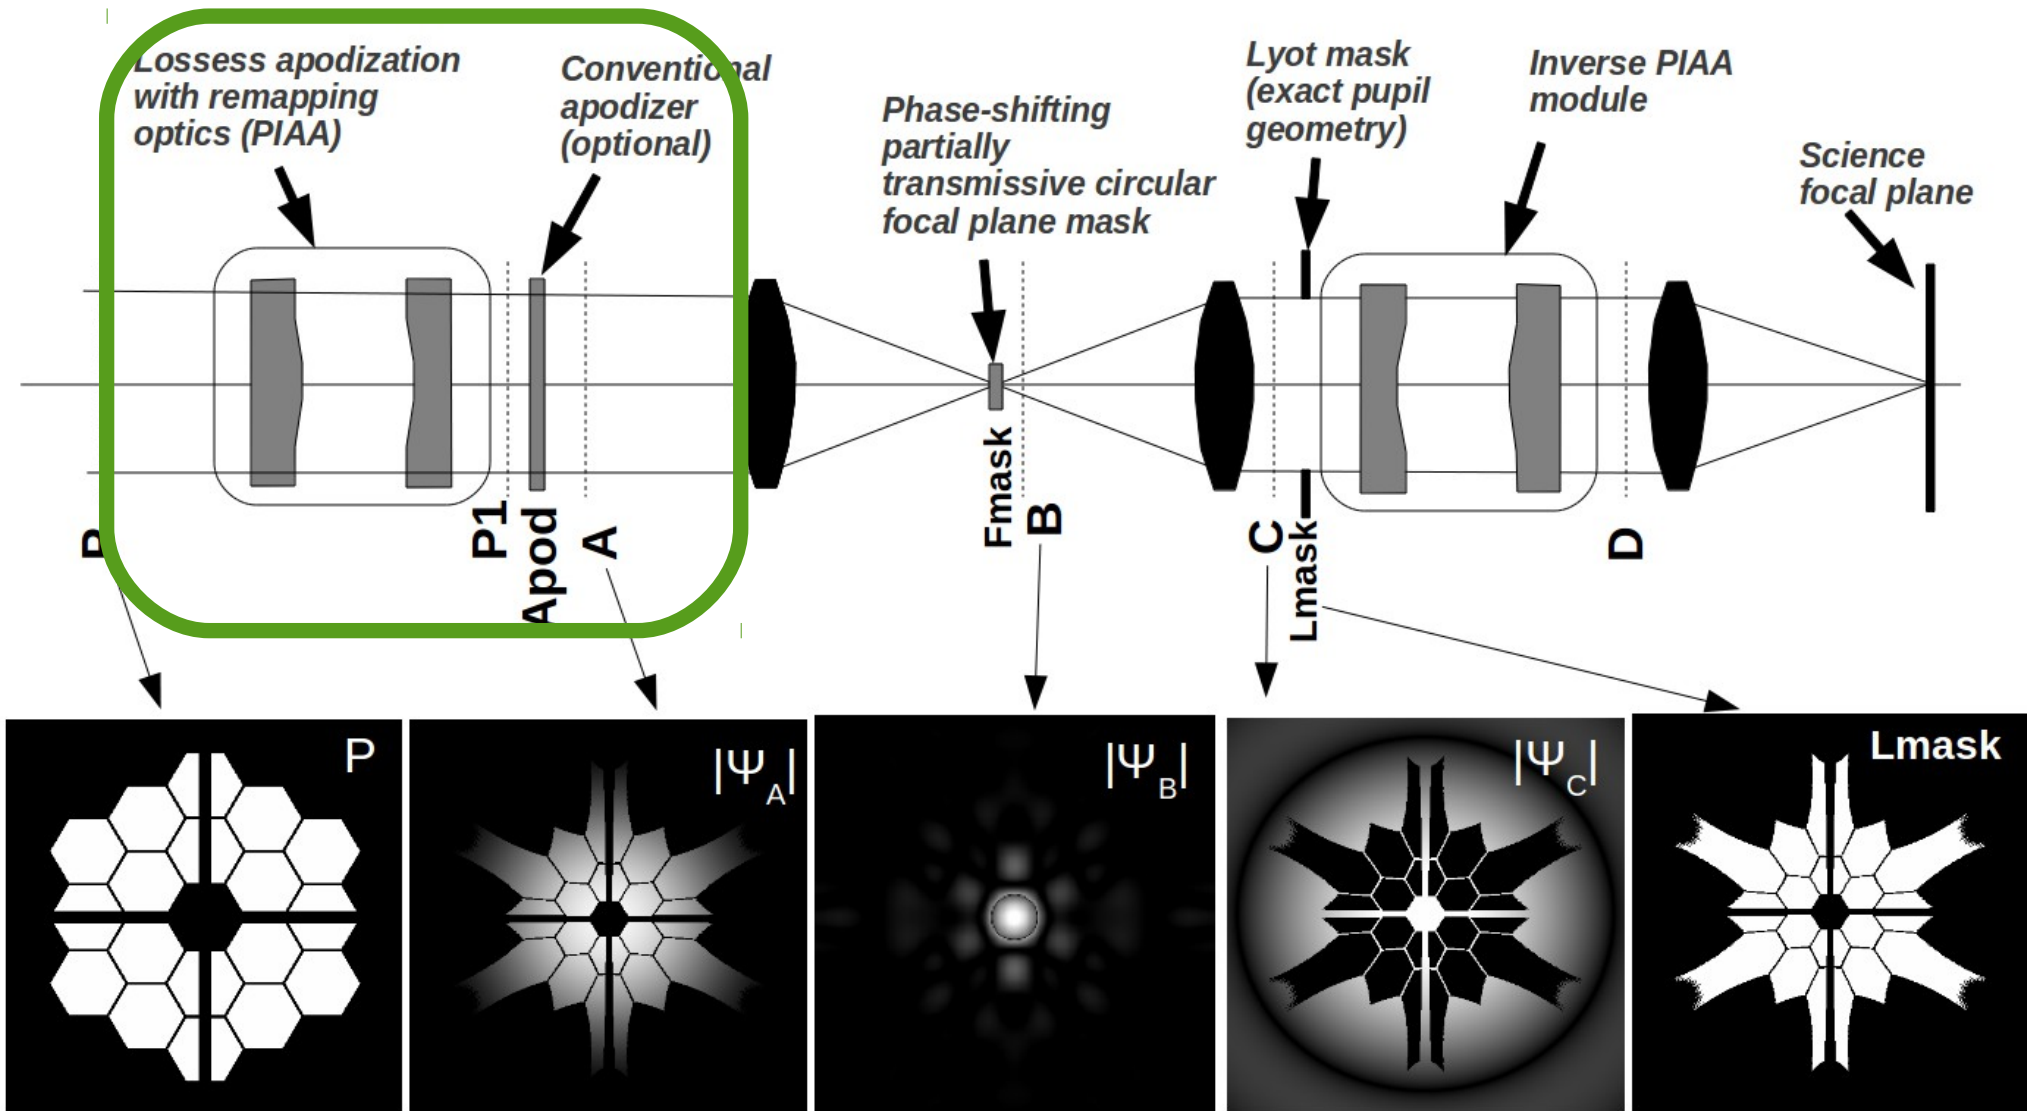 Lossess apodization
with remapping
optics (PIAA)
Conventional
apodizer
(optional)
Phase-shifting
partially
transmissive circular
focal plane mask
Lyot mask
(exact pupil
geometry)
Inverse PIAA
module
Science
focal plane
P
P1
Apod
A
Fmask
B
C
Lmask
D
P
|Ψ_A|
|Ψ_B|
|Ψ_C|
Lmask